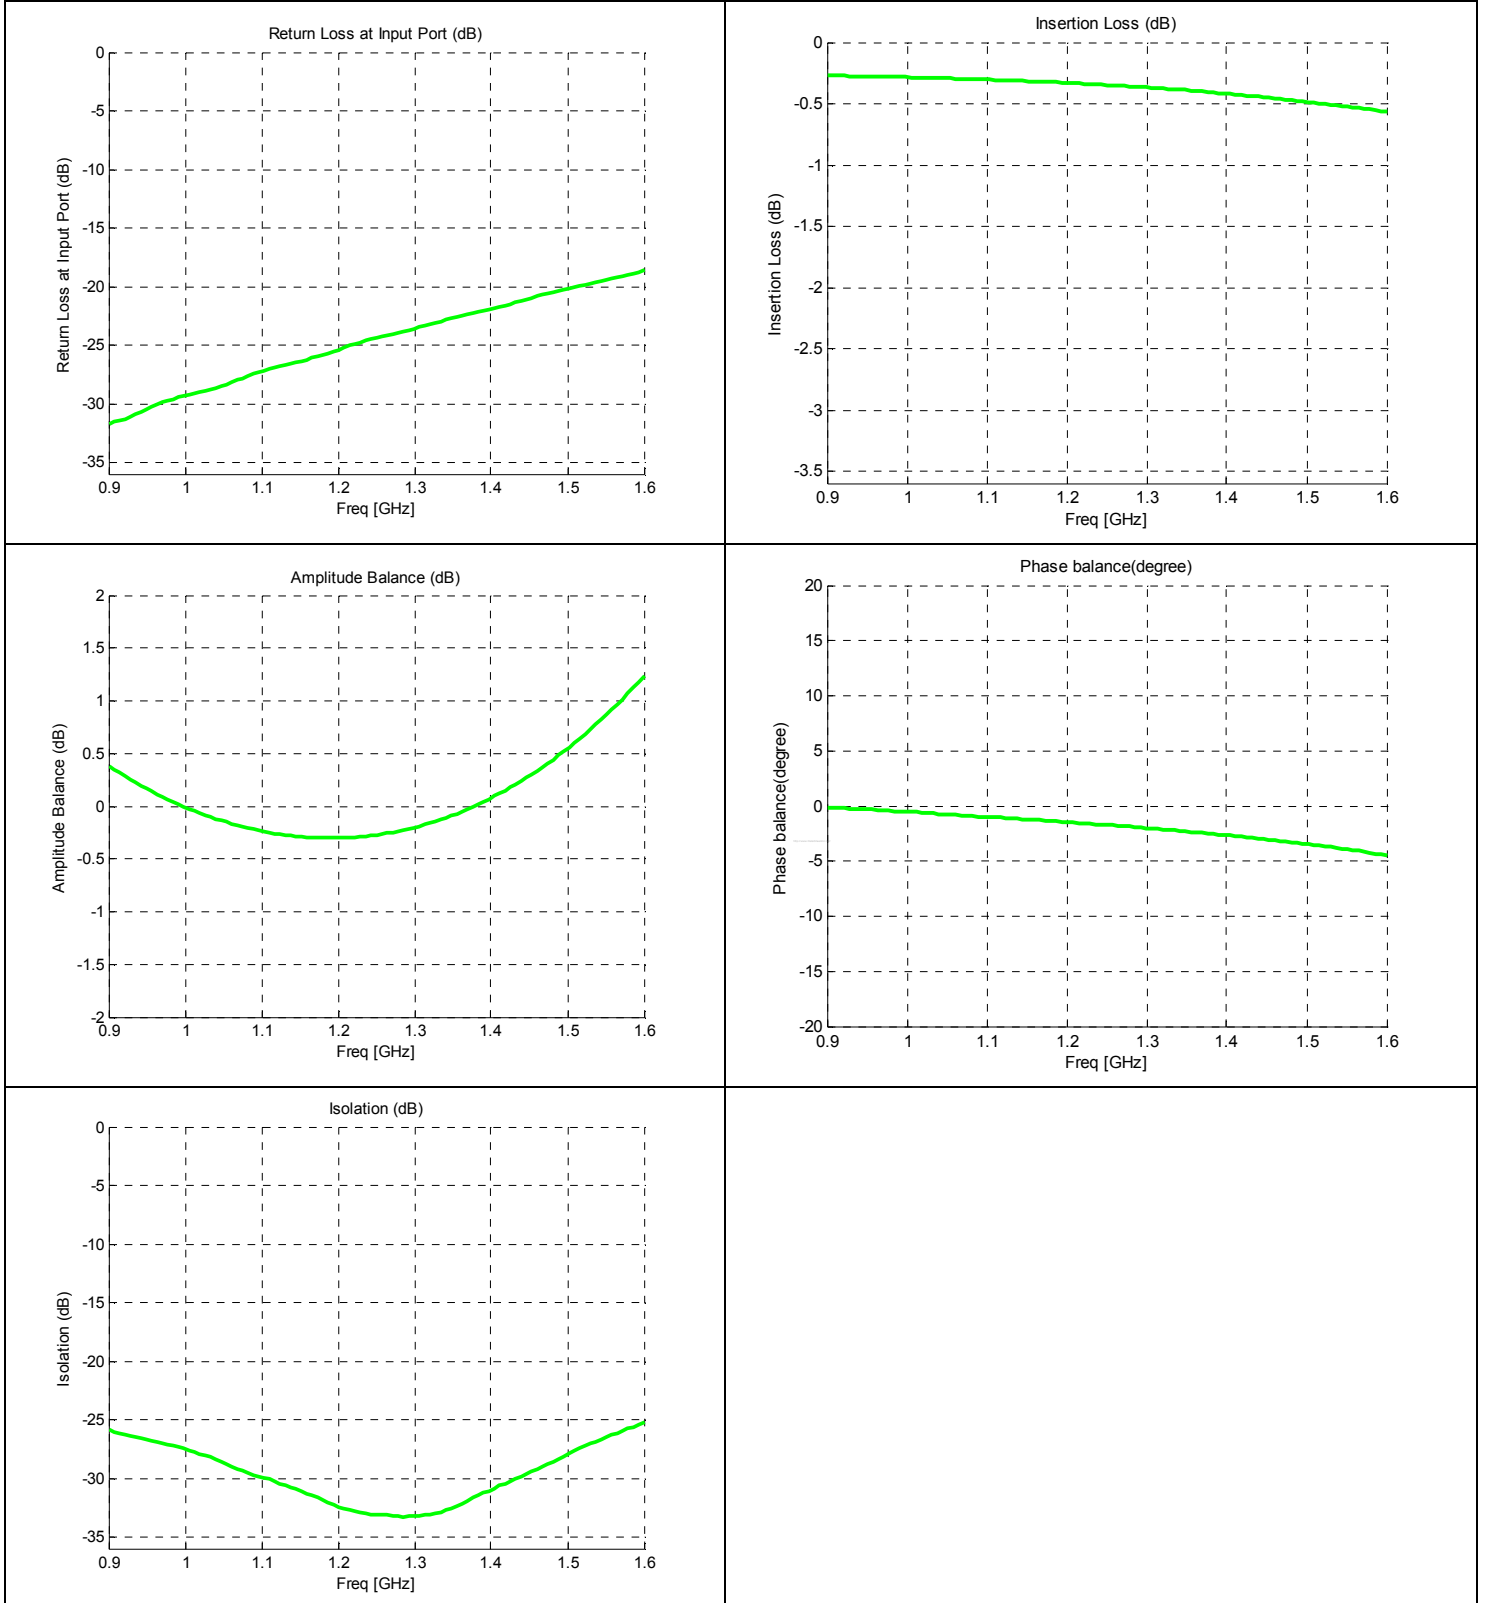 Return Loss at Input Port (dB)
0
-5
-10
-15
-20
-25
-30
-35
Return Loss at Input Port (dB)
0.9 1 1.1 1.2 1.3 1.4 1.5 1.6
Freq [GHz]
Insertion Loss (dB)
0
-0.5
-1
-1.5
-2
-2.5
-3
-3.5
Insertion Loss (dB)
0.9 1 1.1 1.2 1.3 1.4 1.5 1.6
Freq [GHz]
Amplitude Balance (dB)
2
1.5
1
0.5
0
-0.5
-1
-1.5
-2
Amplitude Balance (dB)
0.9 1 1.1 1.2 1.3 1.4 1.5 1.6
Freq [GHz]
Phase balance(degree)
20
15
10
5
0
-5
-10
-15
-20
Phase balance(degree)
0.9 1 1.1 1.2 1.3 1.4 1.5 1.6
Freq [GHz]
Isolation (dB)
0
-5
-10
-15
-20
-25
-30
-35
Isolation (dB)
0.9 1 1.1 1.2 1.3 1.4 1.5 1.6
Freq [GHz]